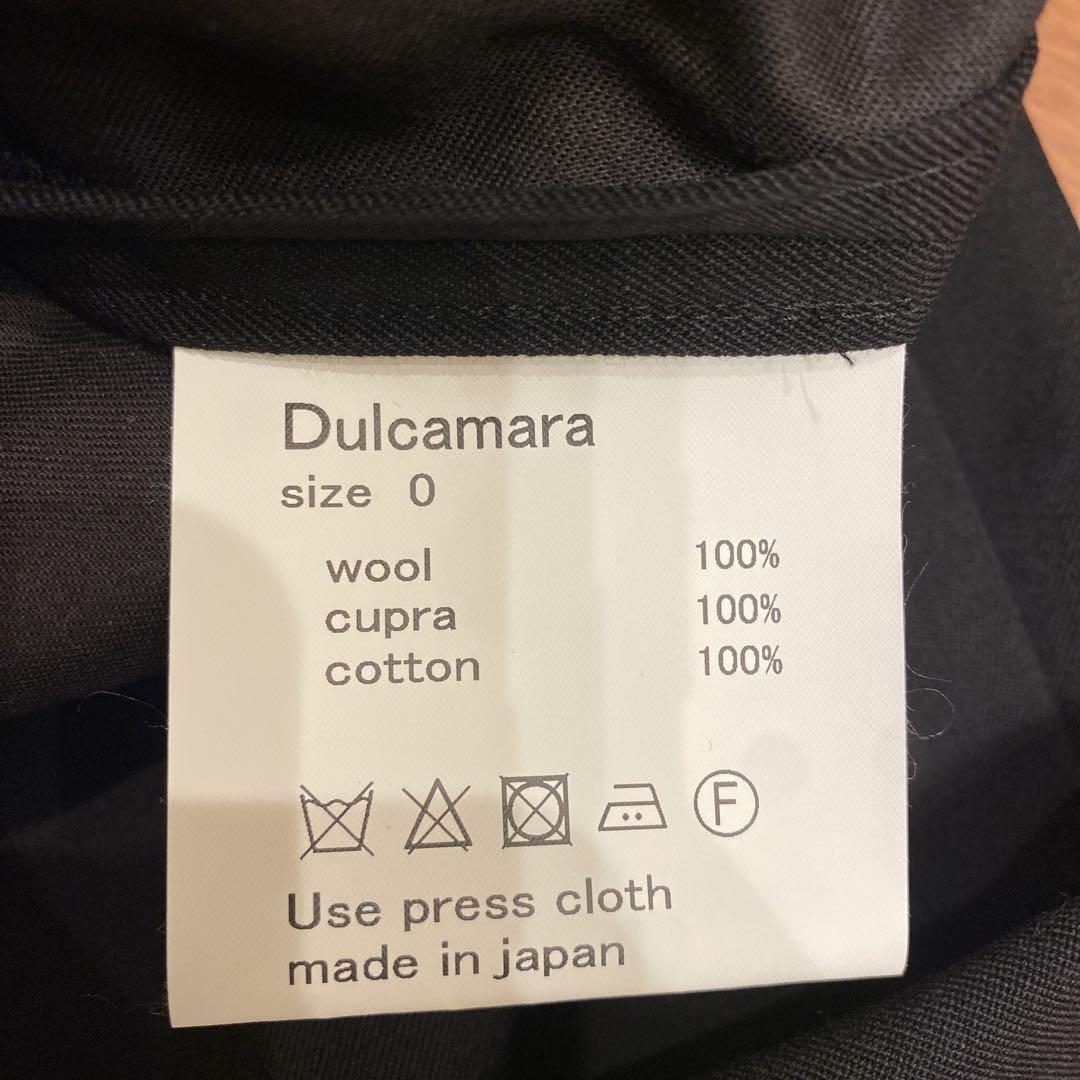 Dulcamara
size 0
wool 100%
cupra 100%
cotton 100%
F
Use press cloth
made in japan